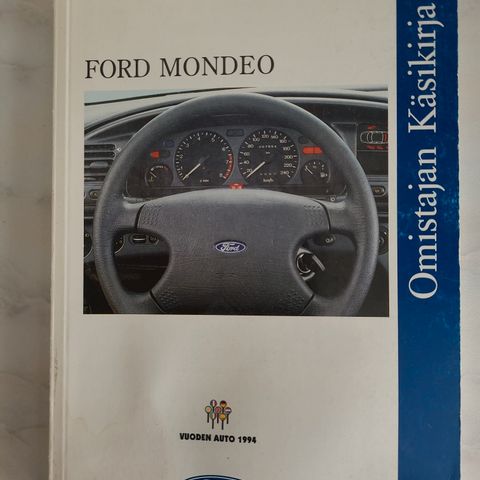 FORD MONDEO
Omistajan Käsikirja
Ford
VUODEN AUTO 1994